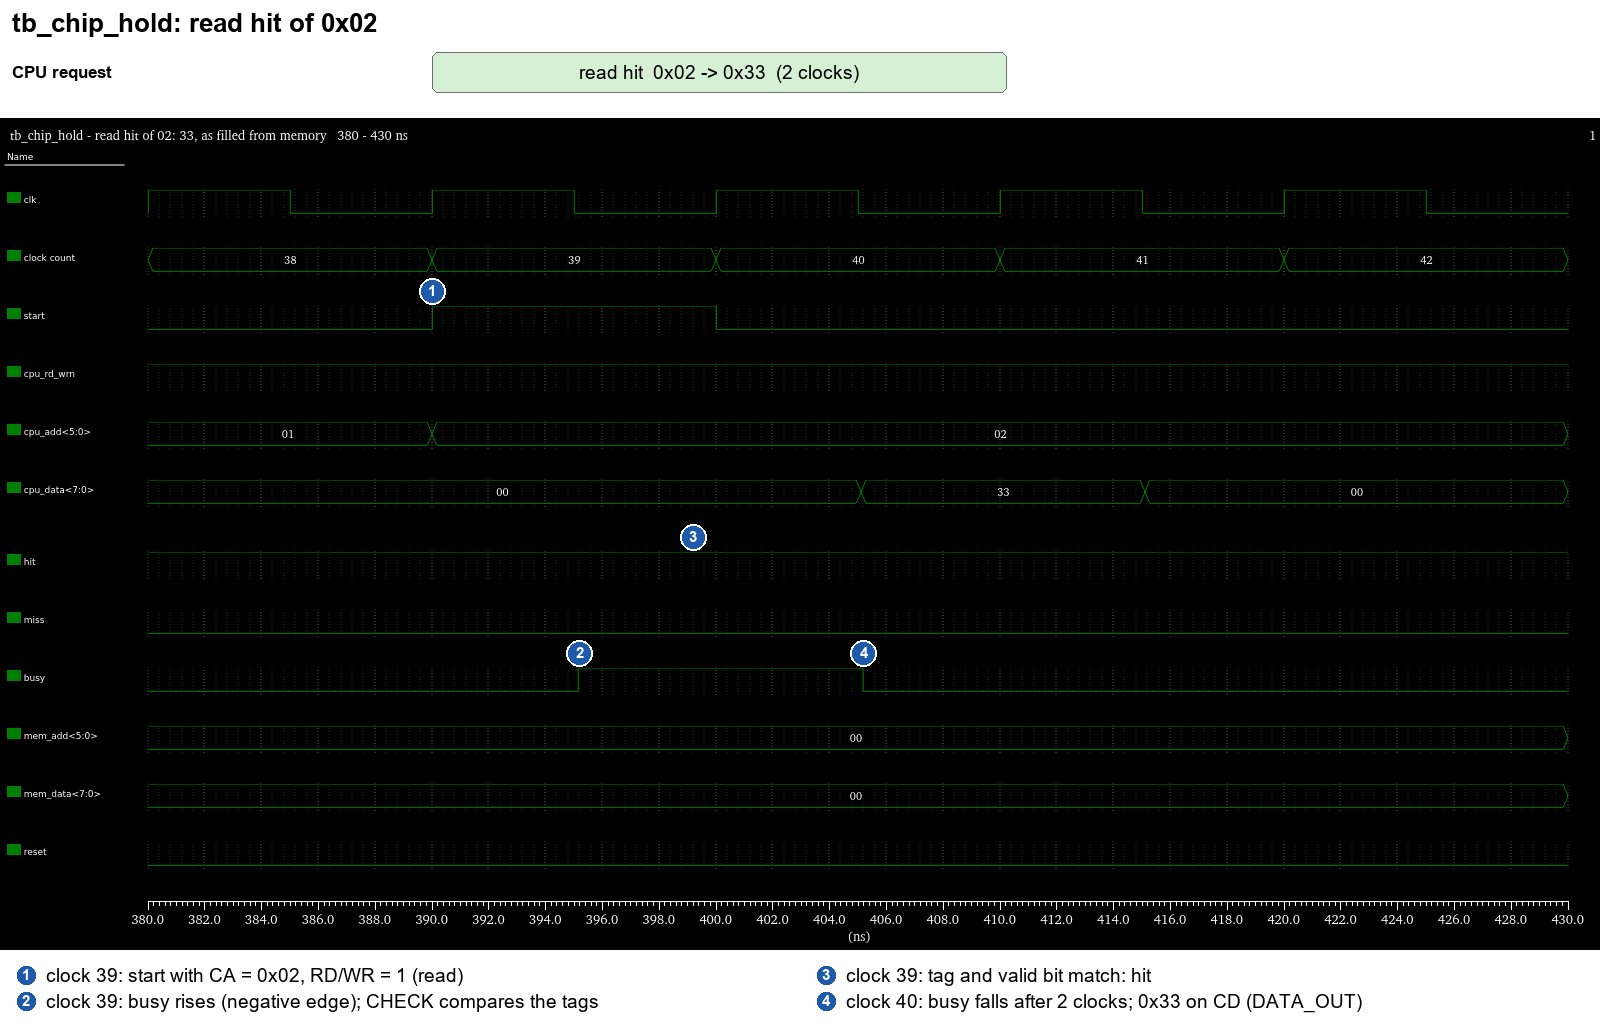 tb_chip_hold: read hit of 0x02
CPU request
read hit 0x02 -> 0x33 (2 clocks)
tb_chip_hold - read hit of 02: 33, as filled from memory 380 - 430 ns
1
Name
clk
clock count
38
39
40
41
42
1
start
cpu_rd_wrn
cpu_add<5:0>
01
02
cpu_data<7:0>
00
33
00
3
hit
miss
2
4
busy
mem_add<5:0>
00
mem_data<7:0>
00
reset
380.0 382.0 384.0 386.0 388.0 390.0 392.0 394.0 396.0 398.0 400.0 402.0 404.0 406.0 408.0 410.0 412.0 414.0 416.0 418.0 420.0 422.0 424.0 426.0 428.0 430.0
(ns)
1 clock 39: start with CA = 0x02, RD/WR = 1 (read)
2 clock 39: busy rises (negative edge); CHECK compares the tags
3 clock 39: tag and valid bit match: hit
4 clock 40: busy falls after 2 clocks; 0x33 on CD (DATA_OUT)